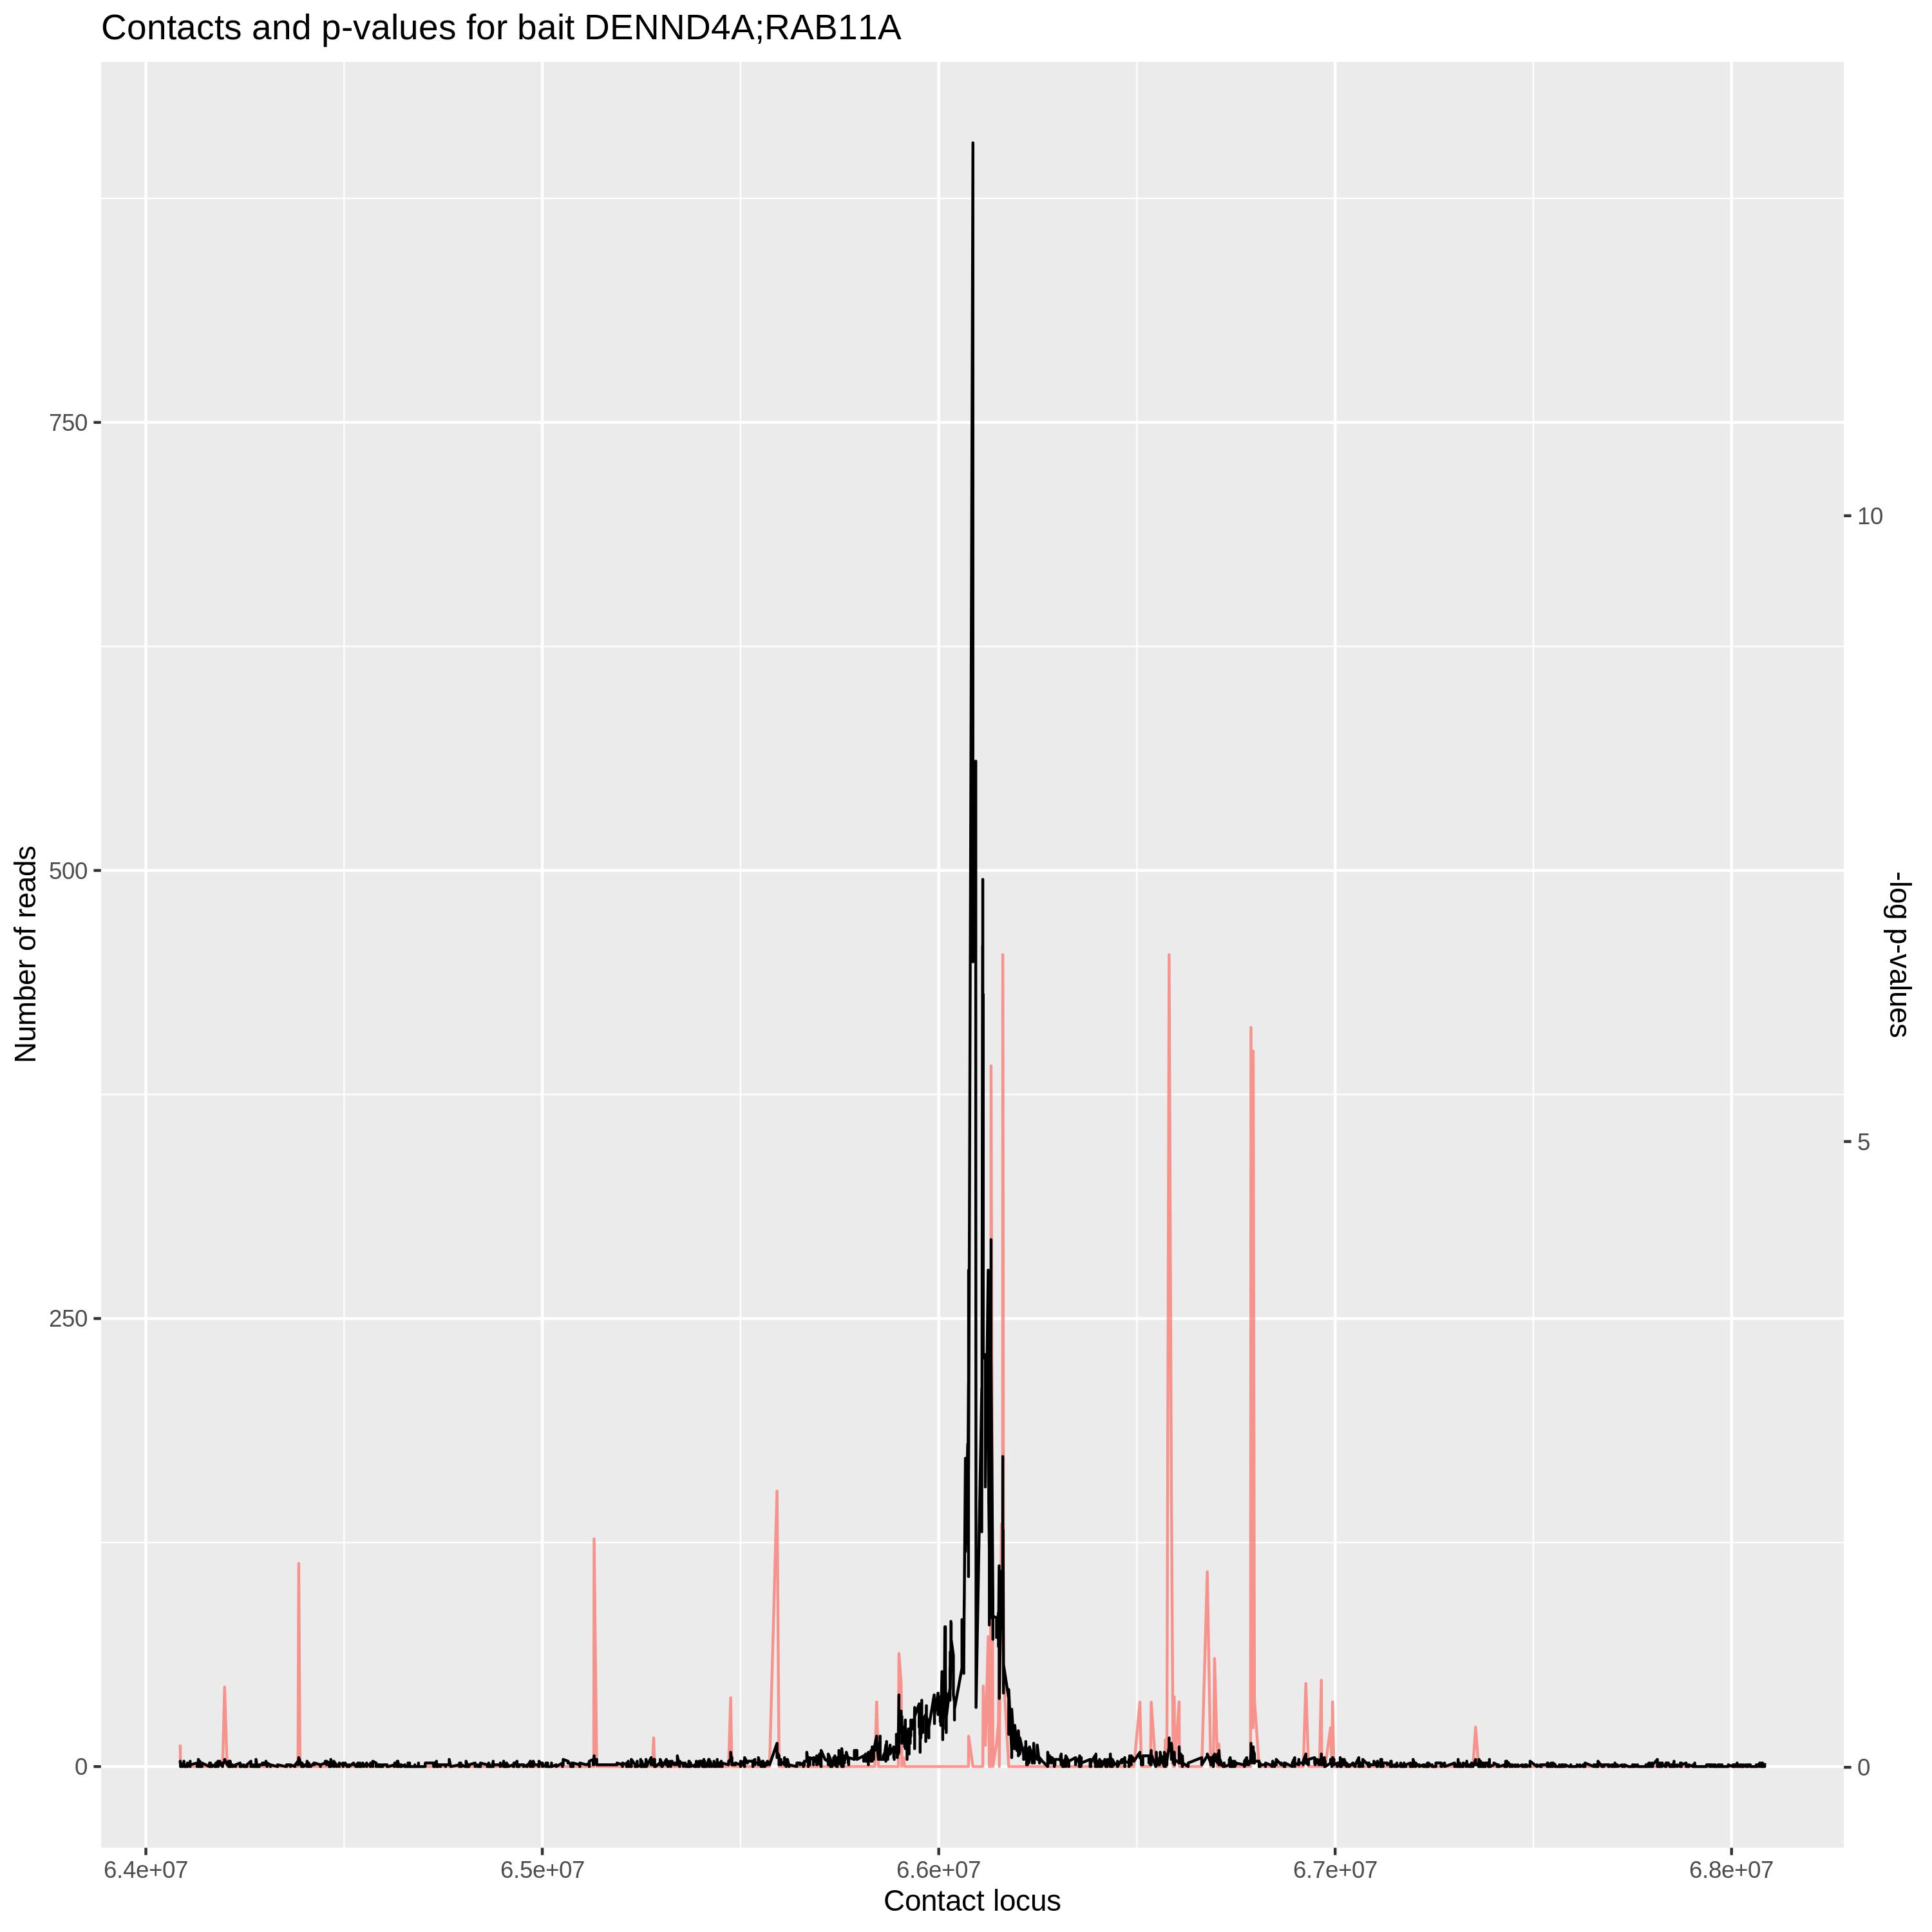 Contacts and p-values for bait DENND4A;RAB11A
750
500
250
0
Number of reads
10
5
0
-log p-values
6.4e+07 6.5e+07 6.6e+07 6.7e+07 6.8e+07
Contact locus